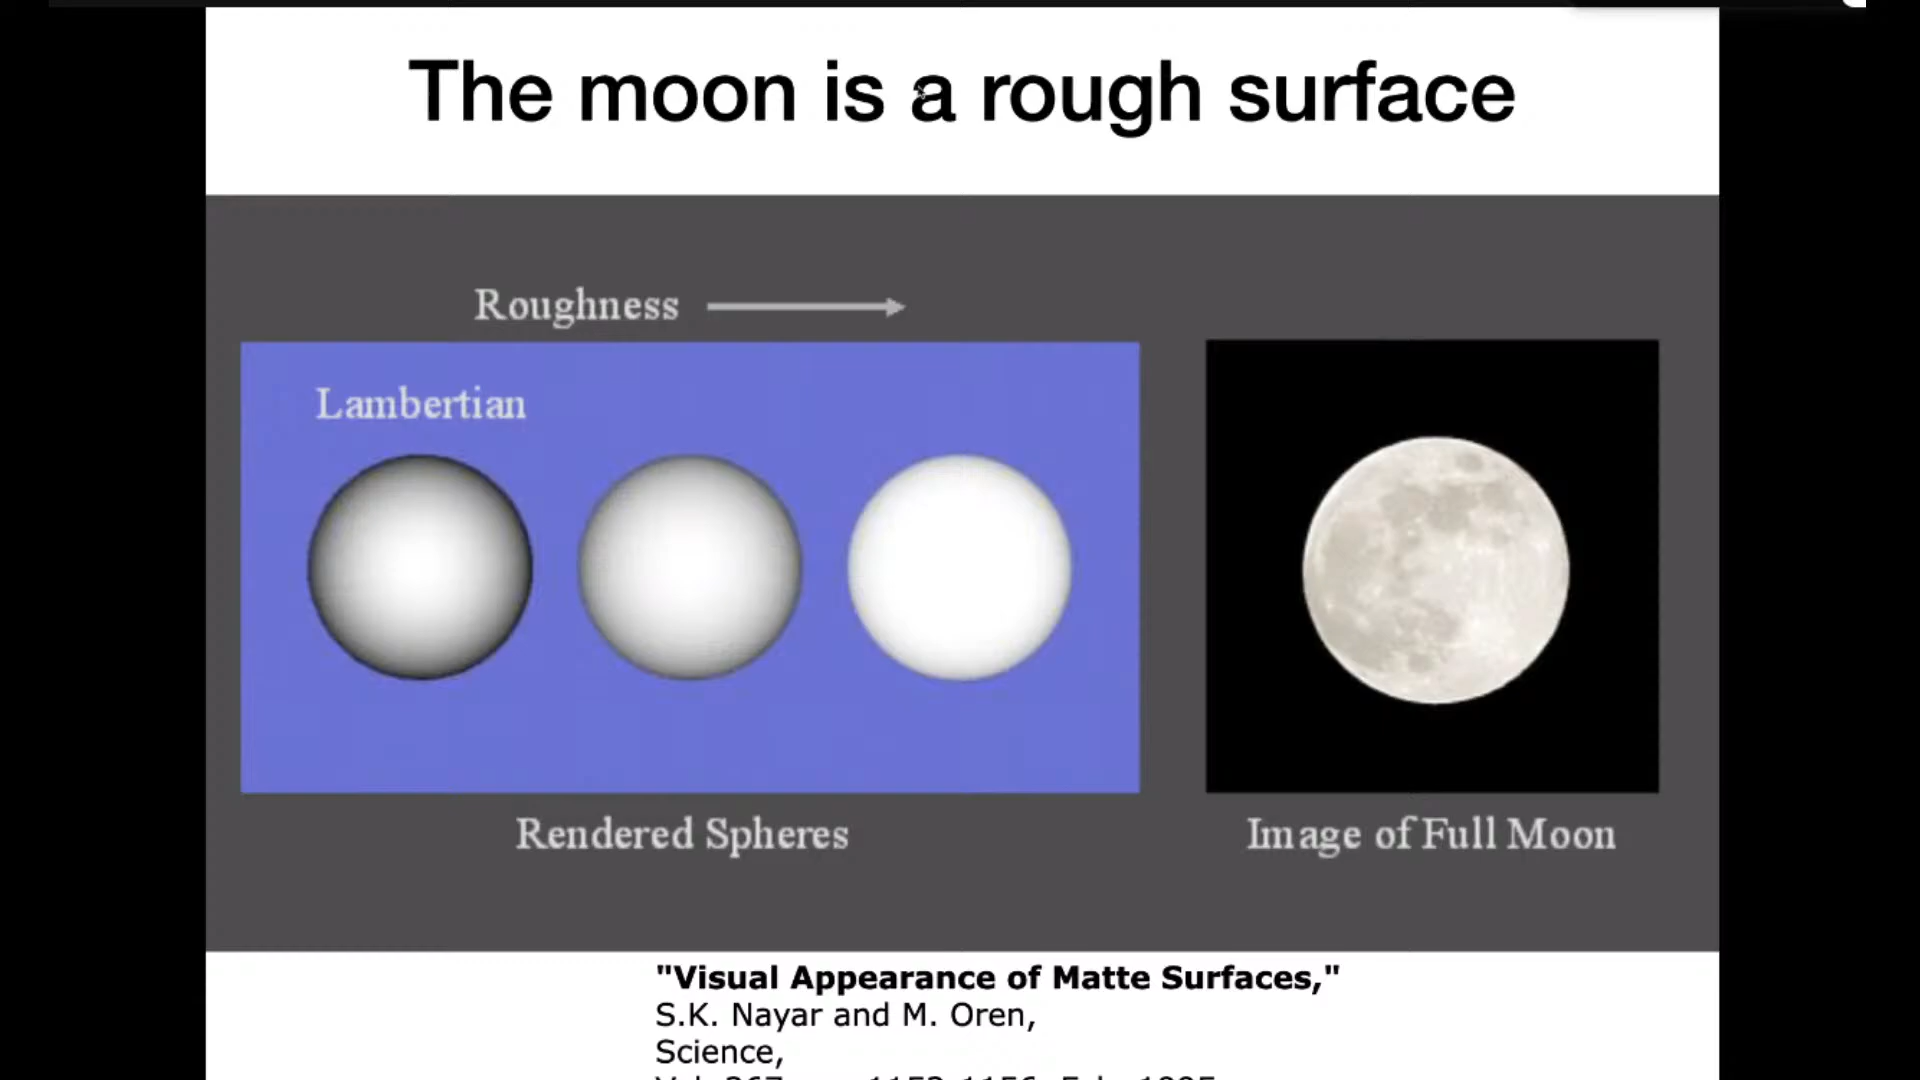 The moon is a rough surface
Roughness
Lambertian
Rendered Spheres
Image of Full Moon
"Visual Appearance of Matte Surfaces,"
S.K. Nayar and M. Oren,
Science,